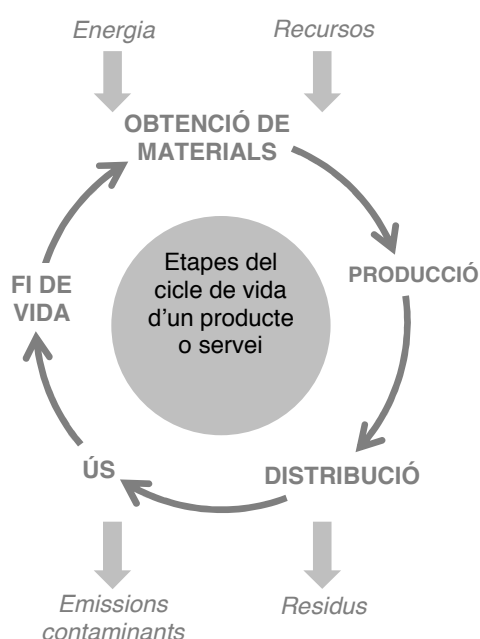 Energia
Recursos
OBTENCIÓ DE
MATERIALS
Etapes del
cicle de vida
d’un producte
o servei
PRODUCCIÓ
FI DE
VIDA
ÚS
DISTRIBUCIÓ
Emissions
contaminants
Residus